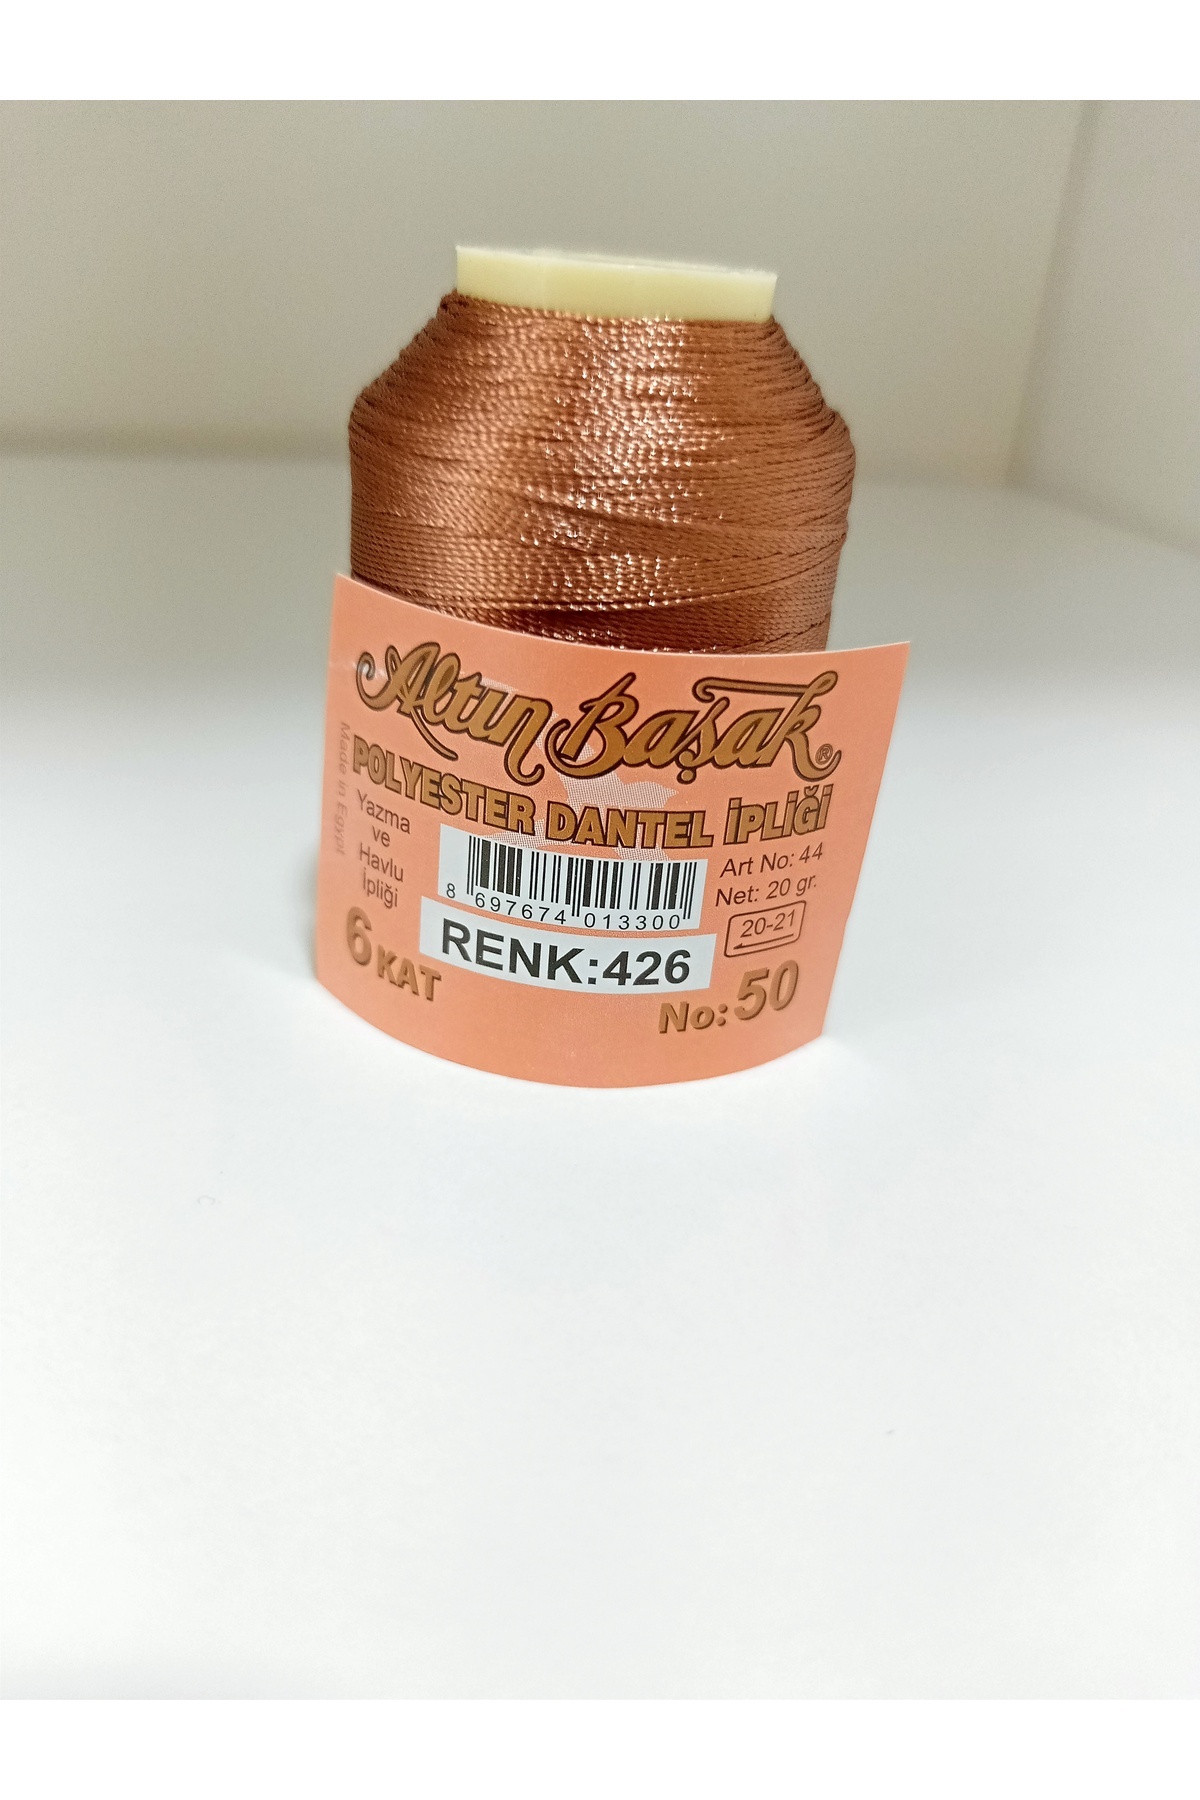 Altın Başak®
POLYESTER DANTEL İPLİĞİ
Made in Egypt
Yazma
ve
Havlu
İpliği
8 697674 013300
Art No: 44
Net: 20 gr.
20-21
RENK:426
6 KAT
No: 50